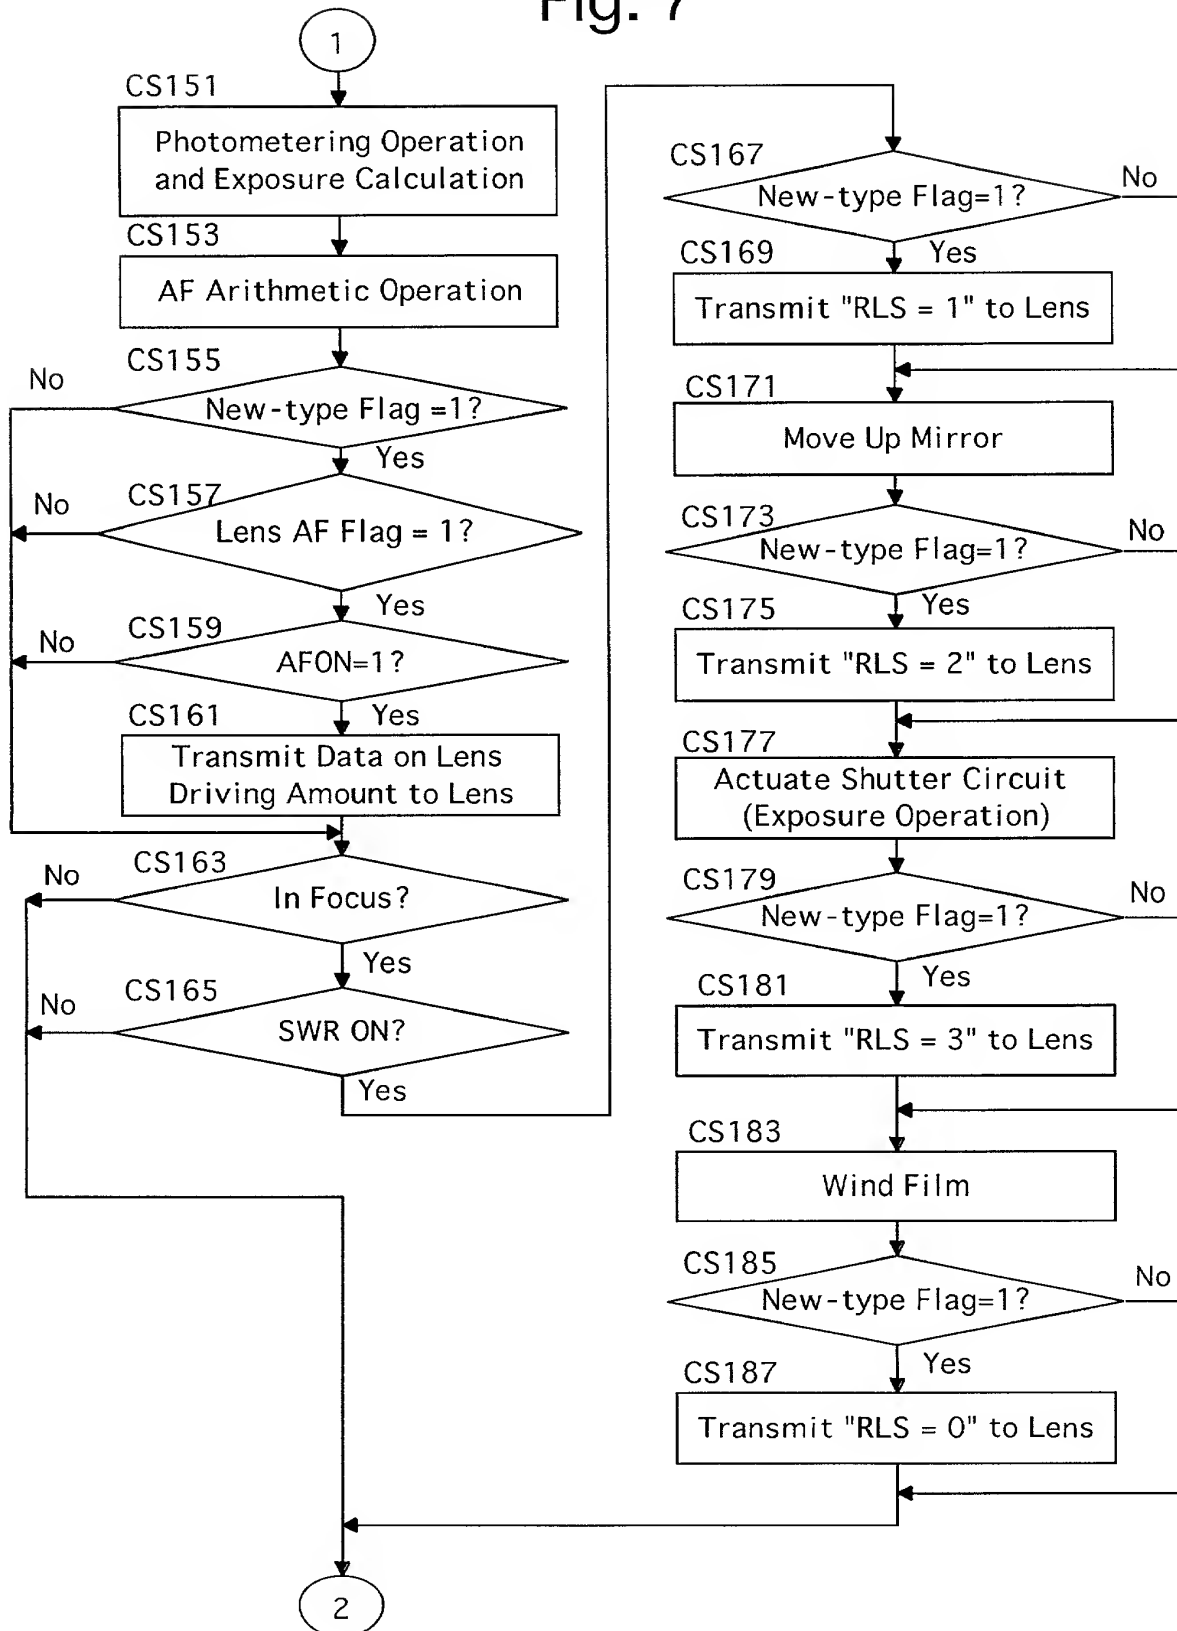 Fig. 7
1
CS151
Photometering Operation
and Exposure Calculation
CS153
AF Arithmetic Operation
CS155
No
New-type Flag =1?
Yes
CS157
No
Lens AF Flag = 1?
Yes
CS159
No
AFON=1?
Yes
CS161
Transmit Data on Lens
Driving Amount to Lens
CS163
No
In Focus?
Yes
CS165
No
SWR ON?
Yes
CS167
No
New-type Flag=1?
Yes
CS169
Transmit "RLS = 1" to Lens
CS171
Move Up Mirror
CS173
No
New-type Flag=1?
Yes
CS175
Transmit "RLS = 2" to Lens
CS177
Actuate Shutter Circuit
(Exposure Operation)
CS179
No
New-type Flag=1?
Yes
CS181
Transmit "RLS = 3" to Lens
CS183
Wind Film
CS185
No
New-type Flag=1?
Yes
CS187
Transmit "RLS = 0" to Lens
2